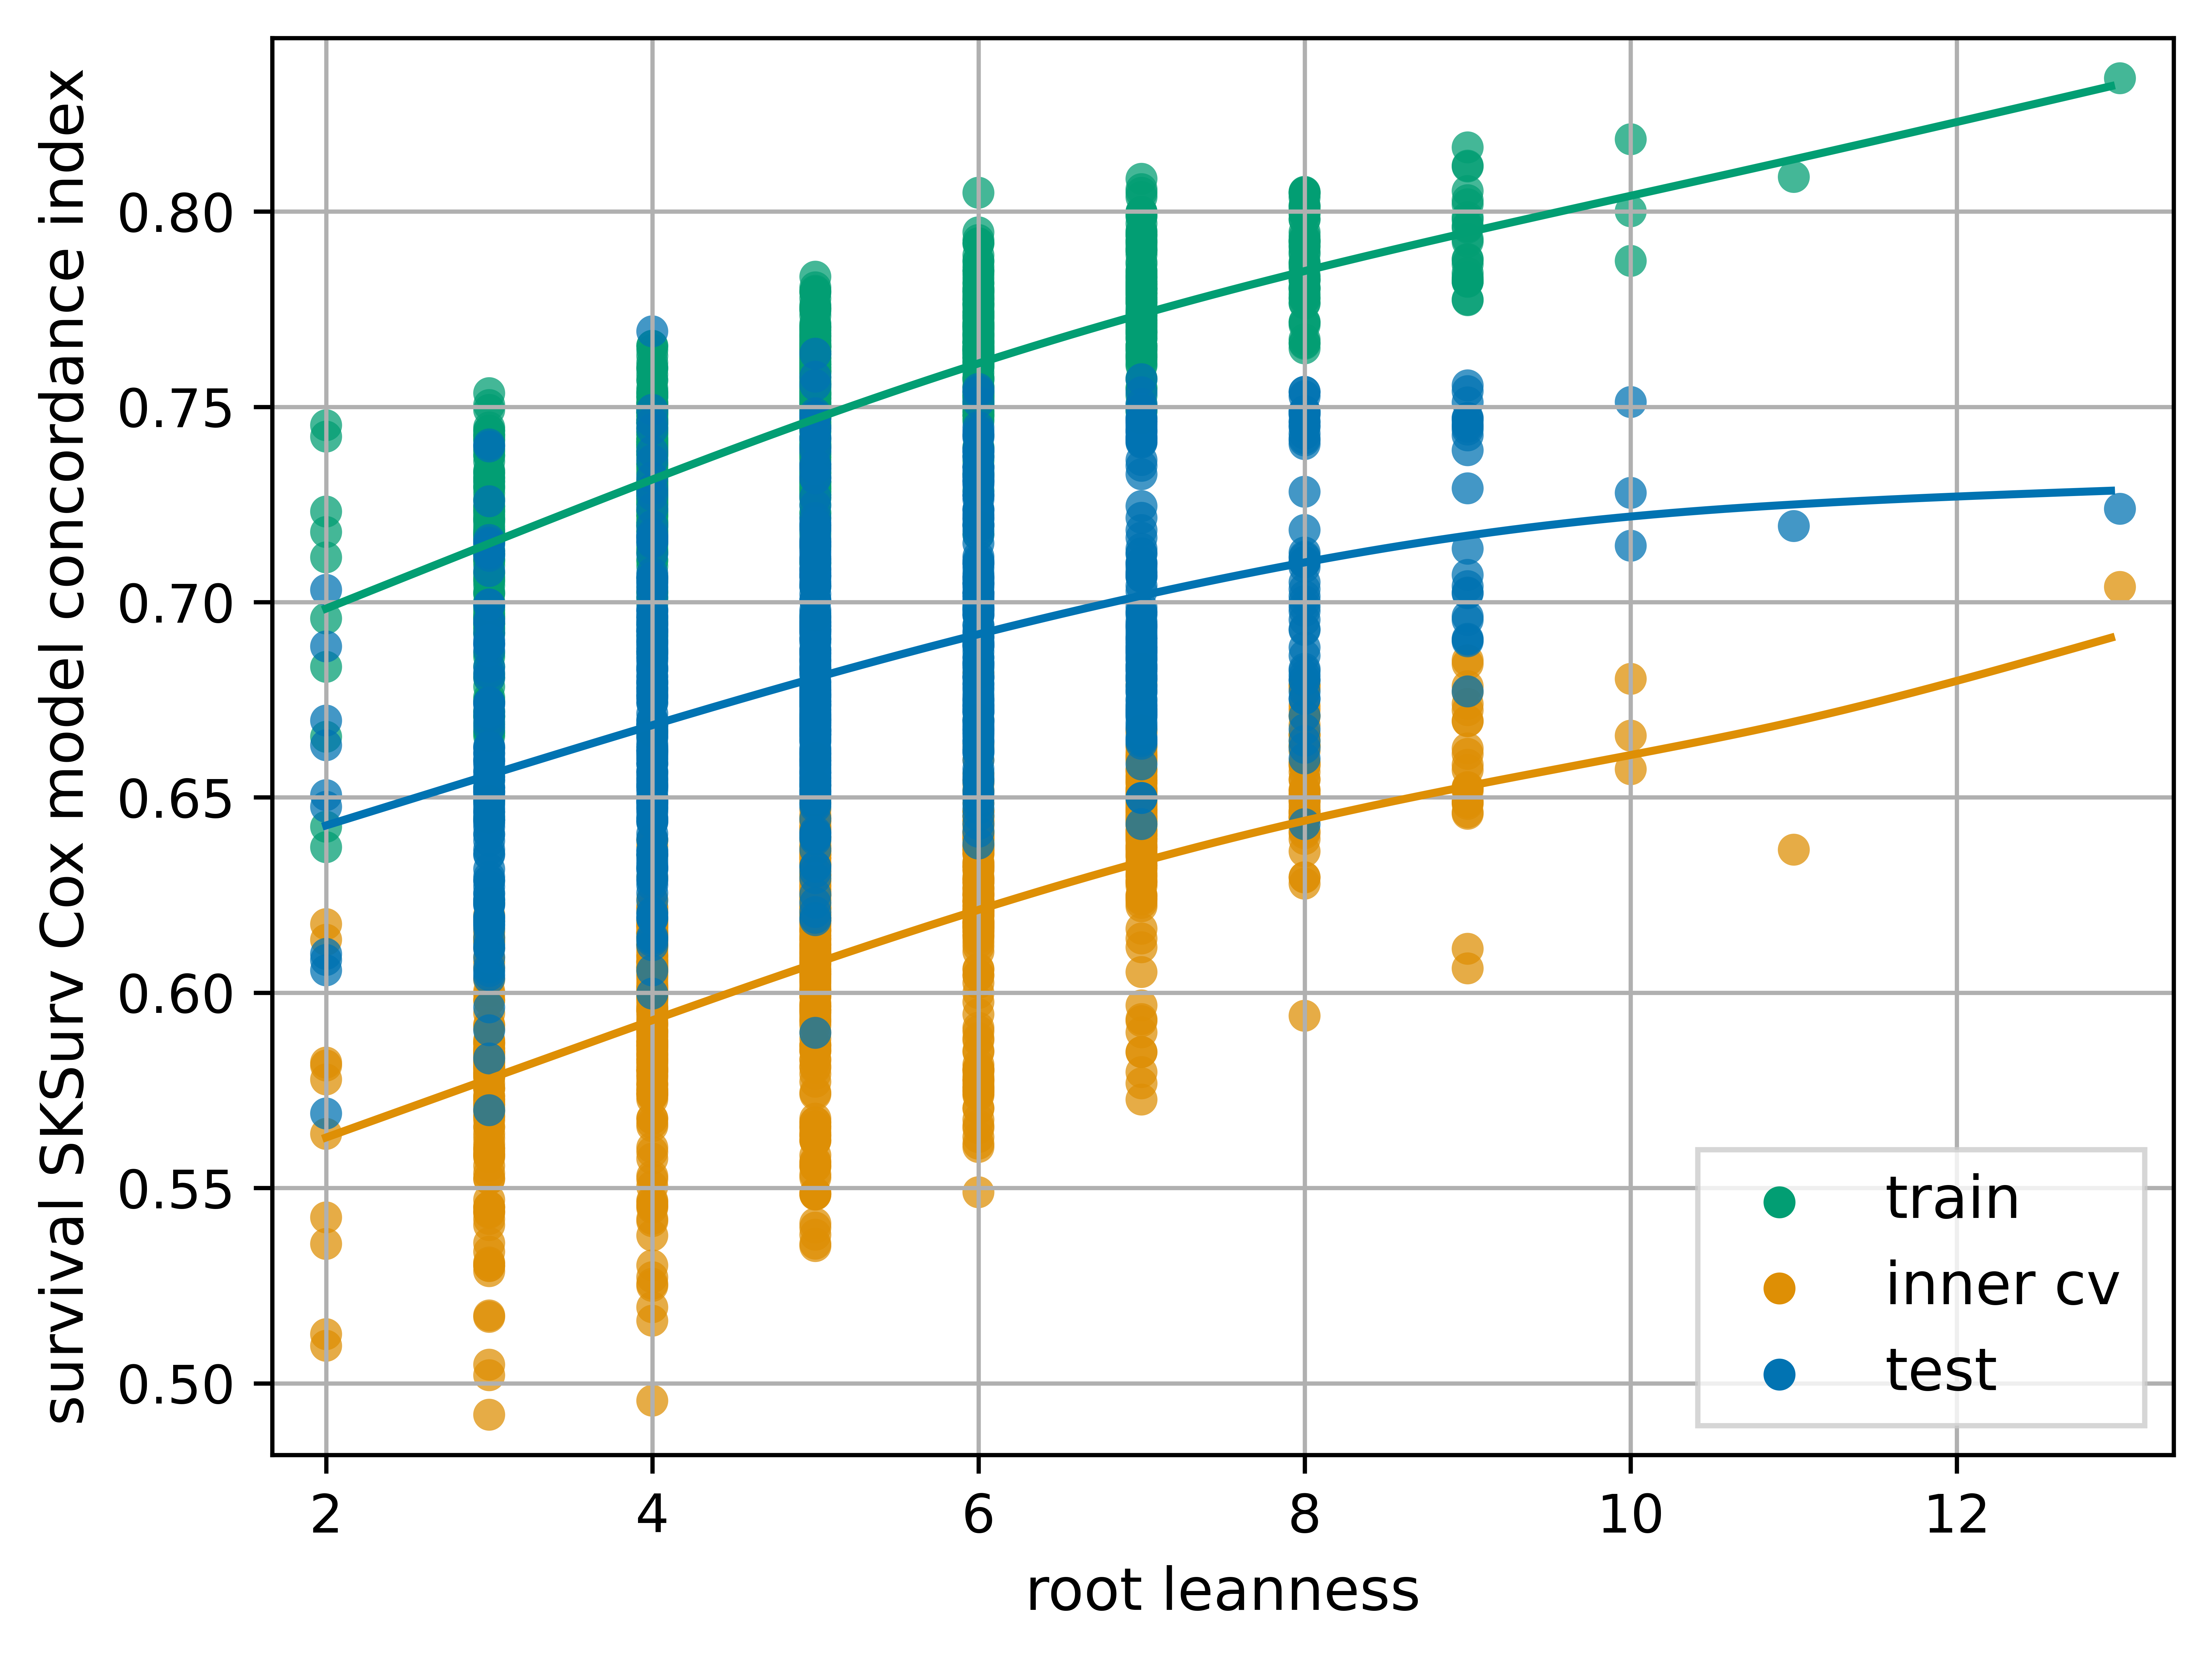 survival SKSurv Cox model concordance index
0.80
0.75
0.70
0.65
0.60
0.55
0.50
train
inner cv
test
2 4 6 8 10 12
root leanness